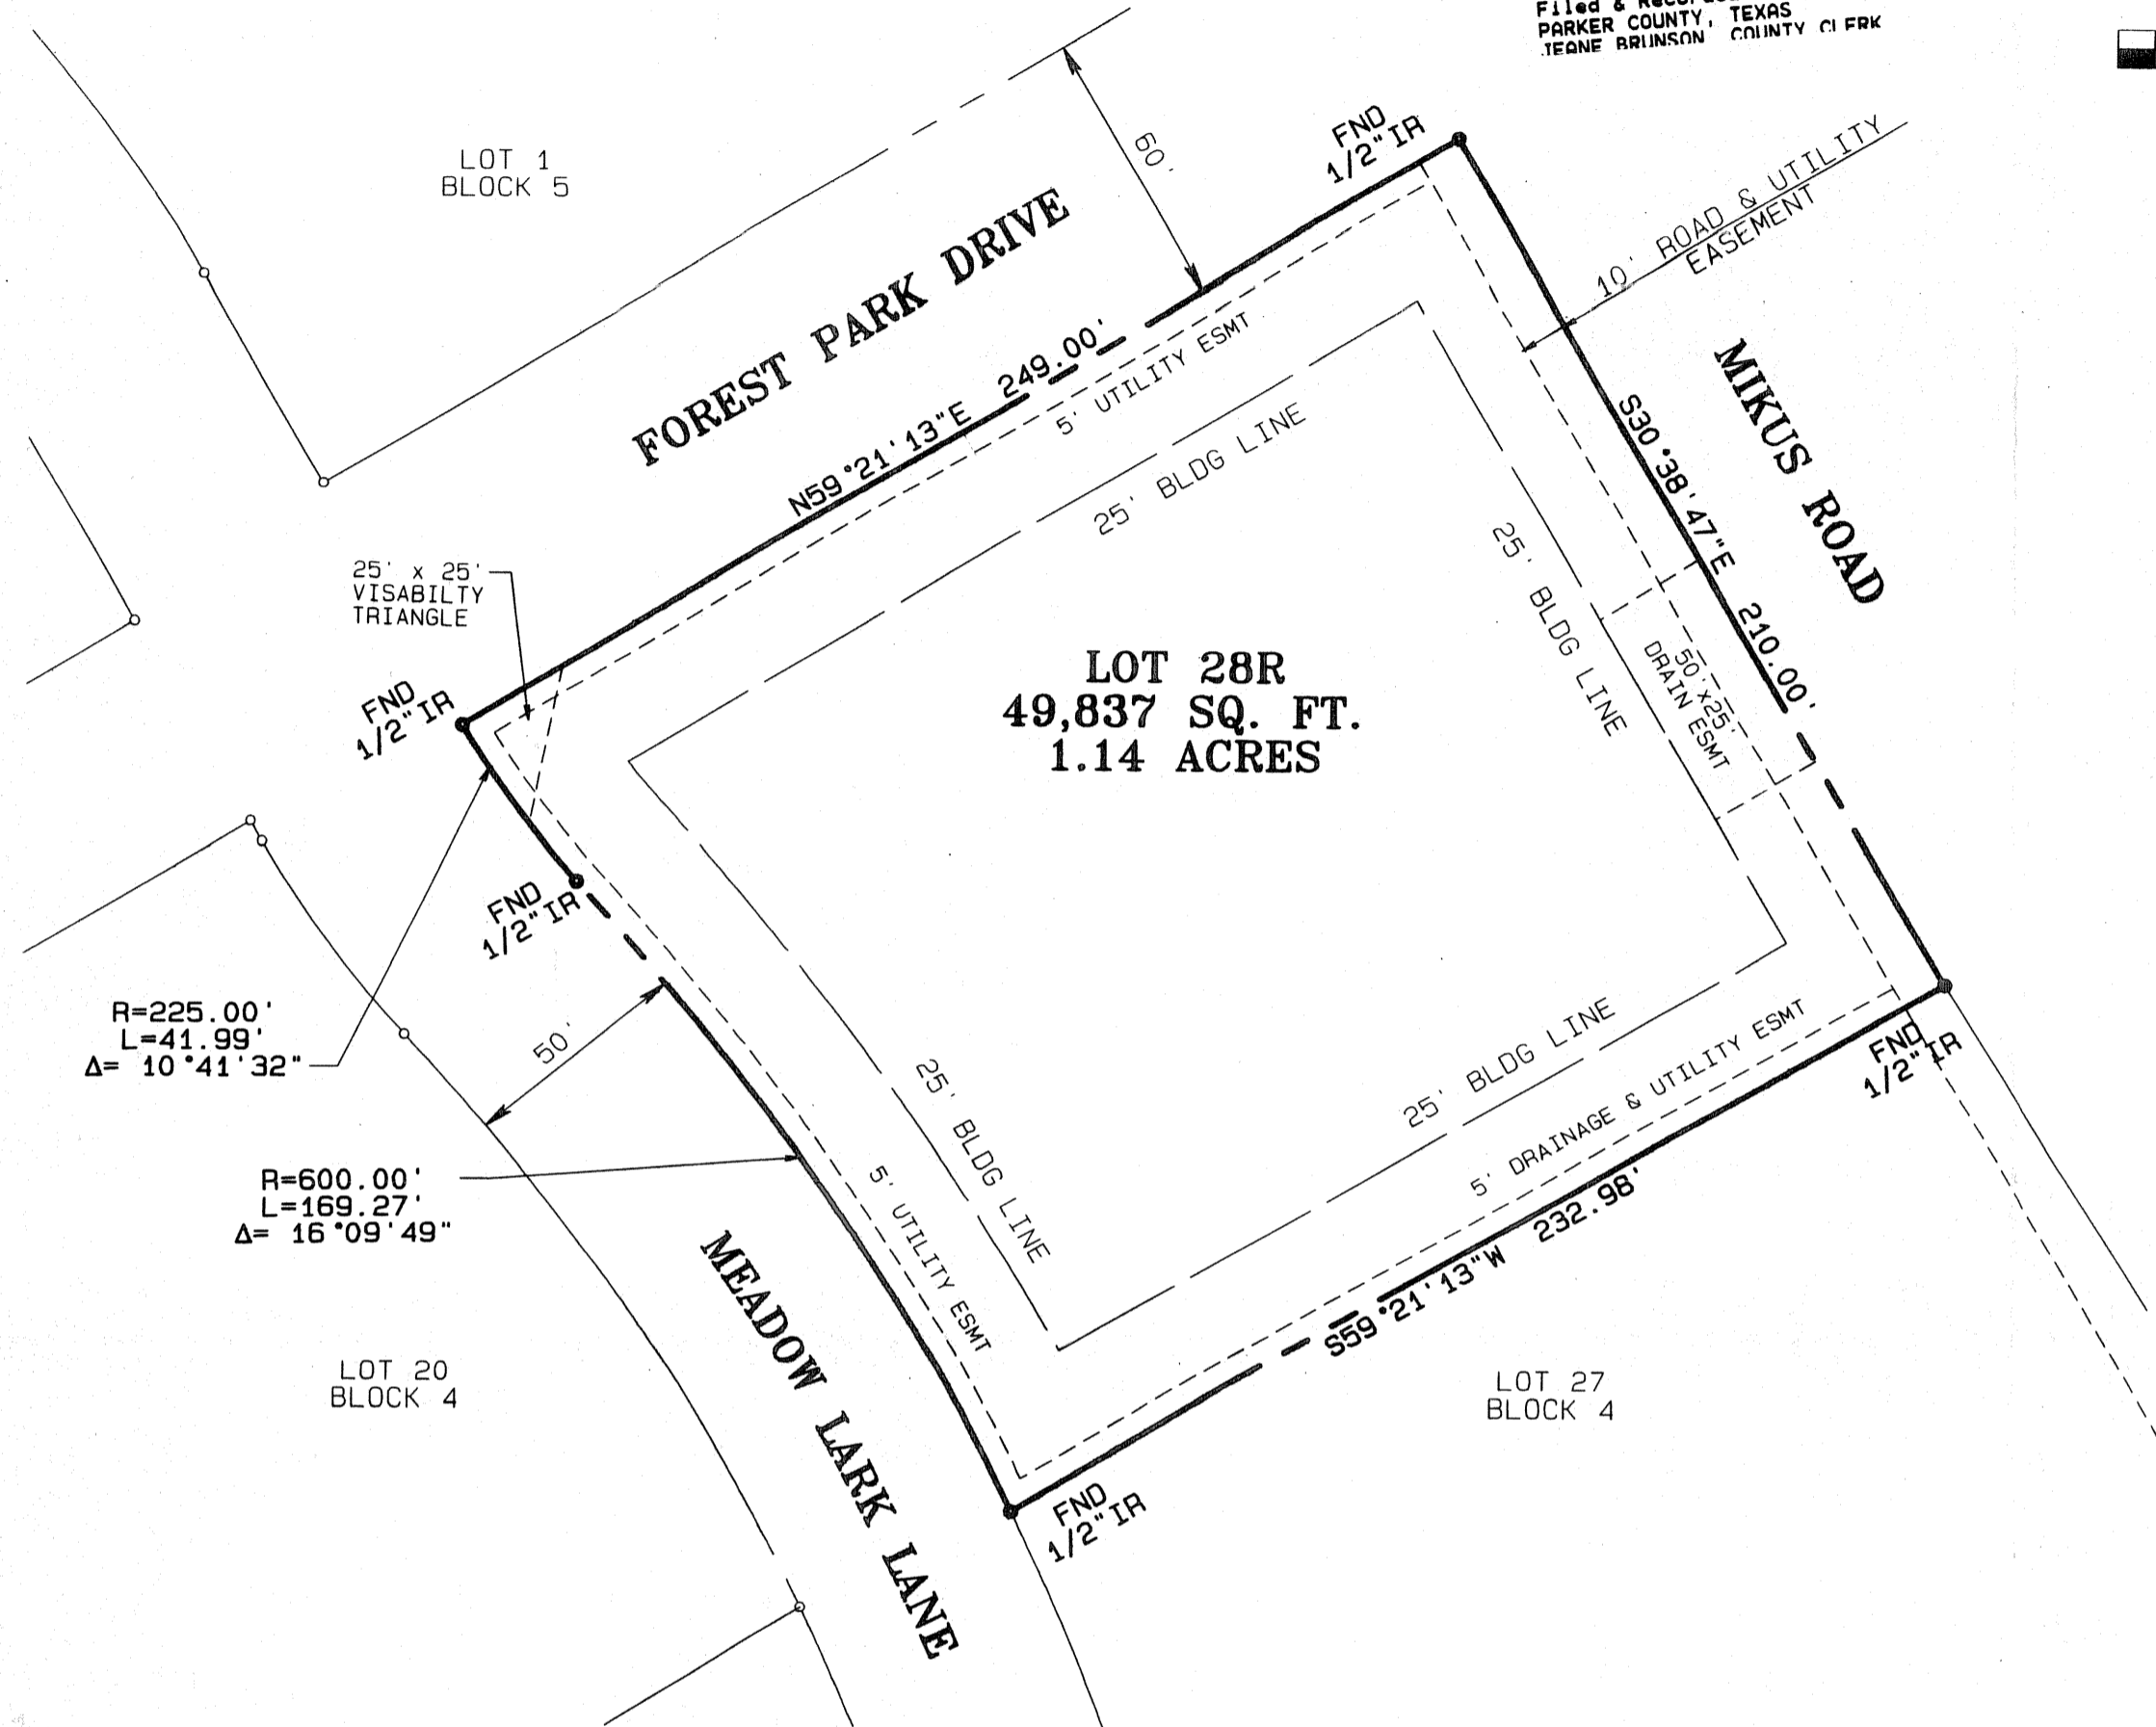 Filed &
PARKER COUNTY, TEXAS
JEANE BRUNSON COUNTY CLERK
LOT 1
BLOCK 5
60'
FND
1/2" IR
10' ROAD & UTILITY
EASEMENT
FOREST PARK DRIVE
N59°21'13"E 249.00'
5' UTILITY ESMT
25' BLDG LINE
MIKUS ROAD
S30°38'47"E 210.00'
25' BLDG LINE
50'x25'
DRAIN ESMT
25' x 25'
VISABILTY
TRIANGLE
LOT 28R
49,837 SQ. FT.
1.14 ACRES
FND
1/2" IR
FND
1/2" IR
R=225.00'
L=41.99'
Δ= 10°41'32"
50'
R=600.00'
L=169.27'
Δ= 16°09'49"
25' BLDG LINE
5' UTILITY ESMT
MEADOW LARK LANE
25' BLDG LINE
5' DRAINAGE & UTILITY ESMT
S59°21'13"W 232.98'
FND
1/2" IR
LOT 20
BLOCK 4
LOT 27
BLOCK 4
FND
1/2" IR